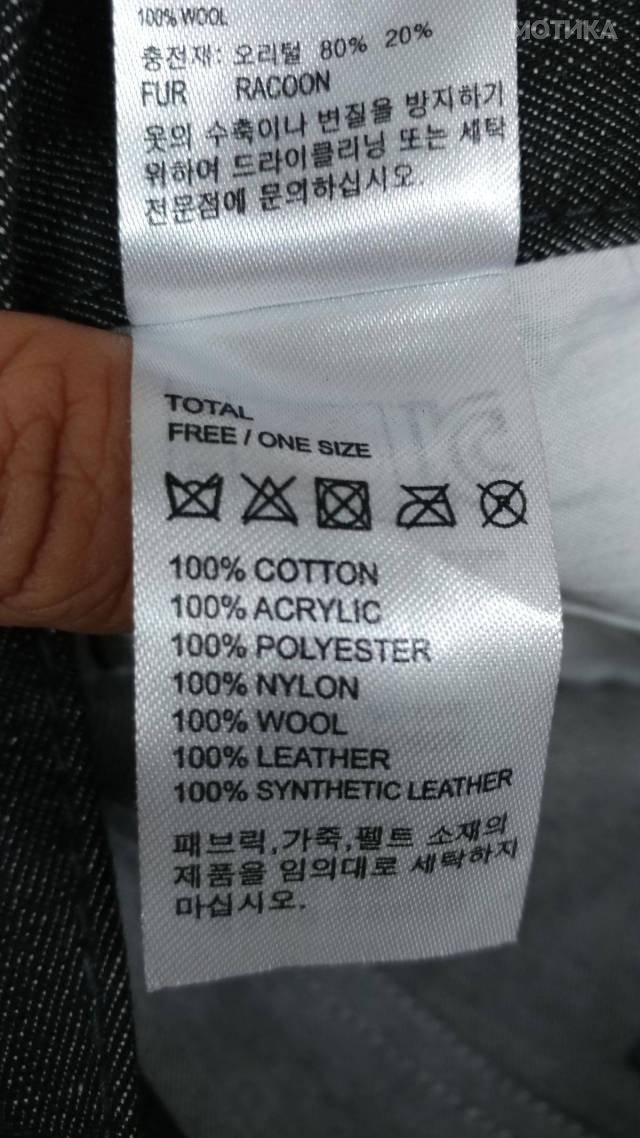 МОТИКА
100% WOOL
충전재: 오리털 80% 20%
FUR RACOON
옷의 수축이나 변질을 방지하기
위하여 드라이클리닝 또는 세탁
전문점에 문의하십시오.
TOTAL
FREE / ONE SIZE
100% COTTON
100% ACRYLIC
100% POLYESTER
100% NYLON
100% WOOL
100% LEATHER
100% SYNTHETIC LEATHER
패브릭,가죽,펠트 소재의
제품을 임의대로 세탁하지
마십시오.